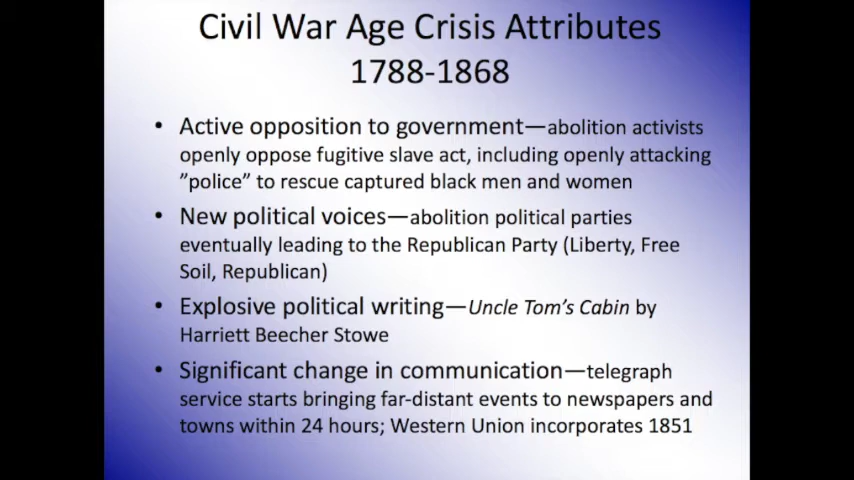 Civil War Age Crisis Attributes
1788-1868
• Active opposition to government—abolition activists
openly oppose fugitive slave act, including openly attacking
”police” to rescue captured black men and women
• New political voices—abolition political parties
eventually leading to the Republican Party (Liberty, Free
Soil, Republican)
• Explosive political writing—Uncle Tom’s Cabin by
Harriett Beecher Stowe
• Significant change in communication—telegraph
service starts bringing far-distant events to newspapers and
towns within 24 hours; Western Union incorporates 1851